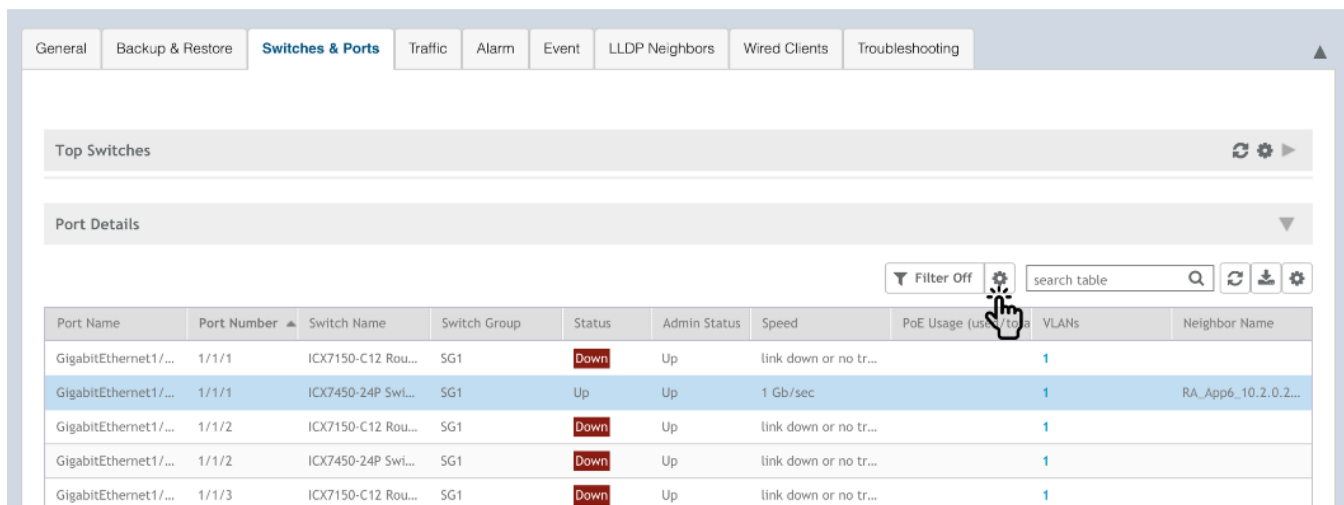 General Backup & Restore Switches & Ports Traffic Alarm Event LLDP Neighbors Wired Clients Troubleshooting
Top Switches
Port Details
Filter Off search table
Port Name Port Number Switch Name Switch Group Status Admin Status Speed PoE Usage (used/tota VLANs Neighbor Name
GigabitEthernet1/... 1/1/1 ICX7150-C12 Rou... SG1 Down Up link down or no tr... 1
GigabitEthernet1/... 1/1/1 ICX7450-24P Swi... SG1 Up Up 1 Gb/sec 1 RA_App6_10.2.0.2...
GigabitEthernet1/... 1/1/2 ICX7150-C12 Rou... SG1 Down Up link down or no tr... 1
GigabitEthernet1/... 1/1/2 ICX7450-24P Swi... SG1 Down Up link down or no tr... 1
GigabitEthernet1/... 1/1/3 ICX7150-C12 Rou... SG1 Down Up link down or no tr... 1